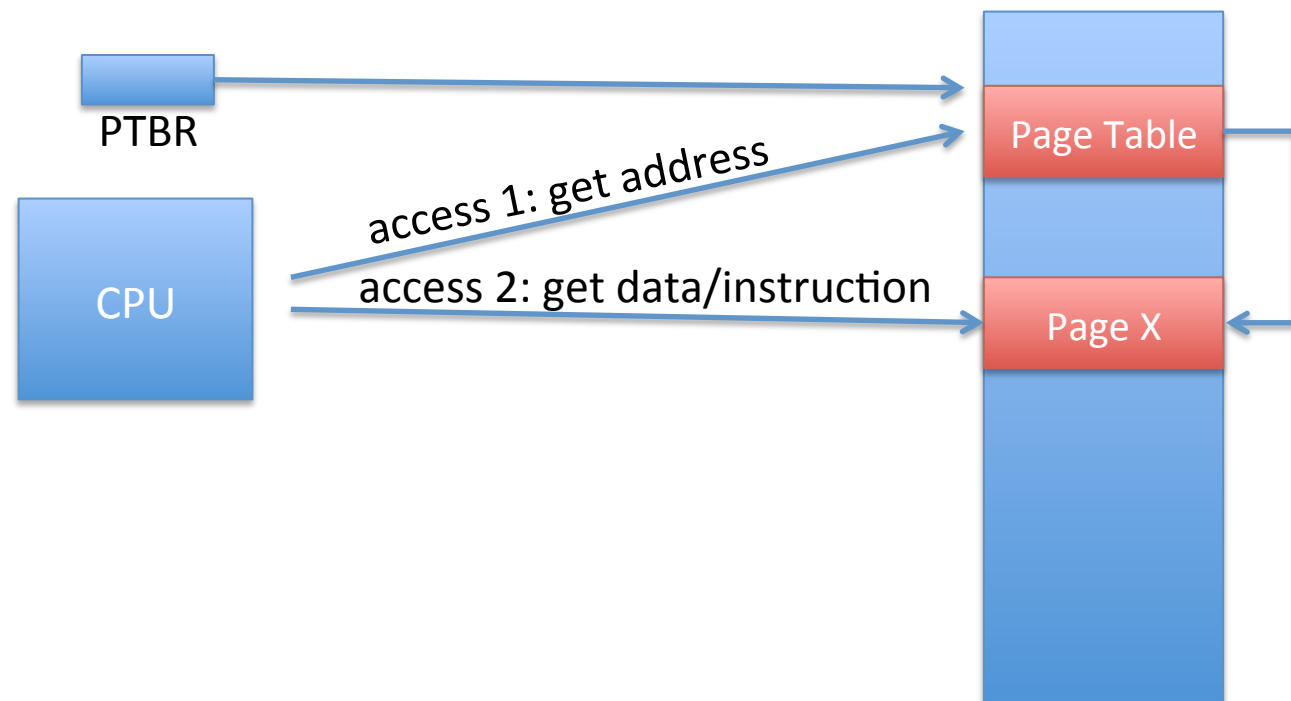 PTBR
Page Table
access 1: get address
CPU
access 2: get data/instruction
Page X